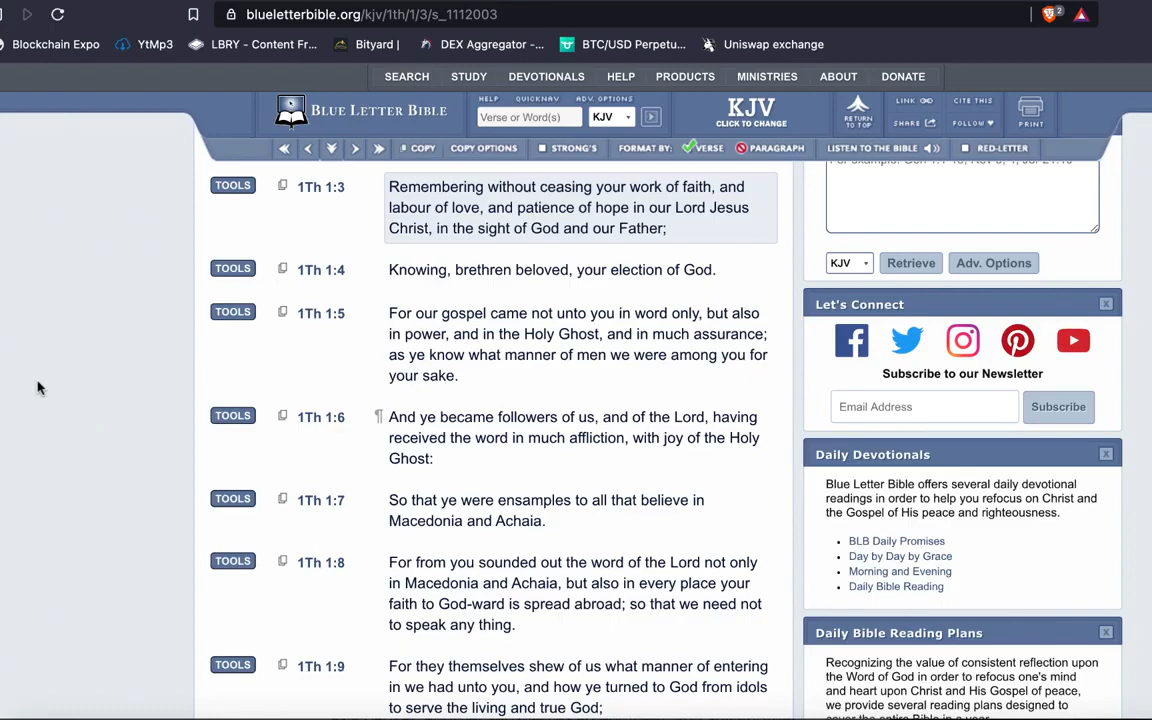 blueletterbible.org/kjv/1th/1/3/s_1112003
2
Blockchain Expo
YtMp3
LBRY - Content Fr...
Bityard |
DEX Aggregator -...
BTC/USD Perpetu...
Uniswap exchange
SEARCH STUDY DEVOTIONALS HELP PRODUCTS MINISTRIES ABOUT DONATE
BLUE LETTER BIBLE
HELP QUICKNAV ADV. OPTIONS
Verse or Word(s)
KJV
KJV
CLICK TO CHANGE
RETURN TO TOP
LINK
CITE THIS
SHARE
FOLLOW
PRINT
COPY COPY OPTIONS STRONG'S FORMAT BY: VERSE PARAGRAPH LISTEN TO THE BIBLE RED-LETTER
TOOLS 1Th 1:3 Remembering without ceasing your work of faith, and
labour of love, and patience of hope in our Lord Jesus
Christ, in the sight of God and our Father;
TOOLS 1Th 1:4 Knowing, brethren beloved, your election of God.
TOOLS 1Th 1:5 For our gospel came not unto you in word only, but also
in power, and in the Holy Ghost, and in much assurance;
as ye know what manner of men we were among you for
your sake.
TOOLS 1Th 1:6 ¶ And ye became followers of us, and of the Lord, having
received the word in much affliction, with joy of the Holy
Ghost:
TOOLS 1Th 1:7 So that ye were ensamples to all that believe in
Macedonia and Achaia.
TOOLS 1Th 1:8 For from you sounded out the word of the Lord not only
in Macedonia and Achaia, but also in every place your
faith to God-ward is spread abroad; so that we need not
to speak any thing.
TOOLS 1Th 1:9 For they themselves shew of us what manner of entering
in we had unto you, and how ye turned to God from idols
to serve the living and true God;
KJV Retrieve Adv. Options
Let's Connect X
Subscribe to our Newsletter
Email Address Subscribe
Daily Devotionals X
Blue Letter Bible offers several daily devotional
readings in order to help you refocus on Christ and
the Gospel of His peace and righteousness.
BLB Daily Promises
Day by Day by Grace
Morning and Evening
Daily Bible Reading
Daily Bible Reading Plans X
Recognizing the value of consistent reflection upon
the Word of God in order to refocus one's mind
and heart upon Christ and His Gospel of peace,
we provide several reading plans designed to